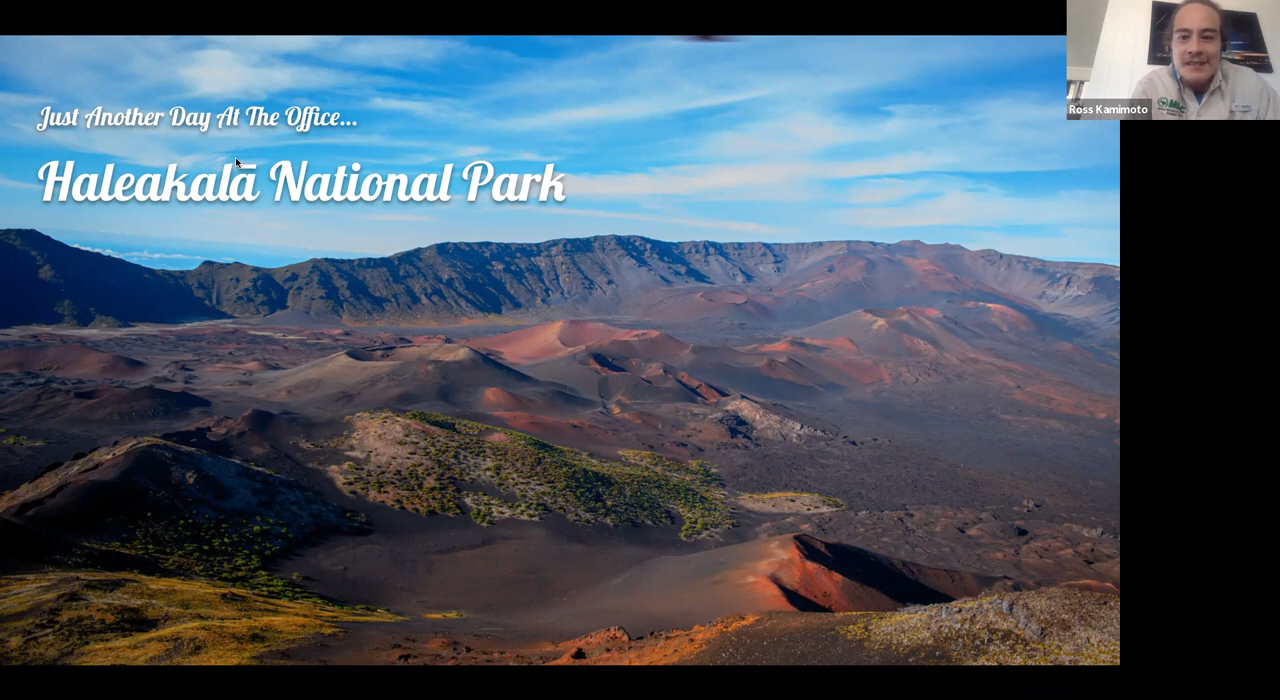 Just Another Day At The Office...
Haleakalā National Park
Ross Kamimoto